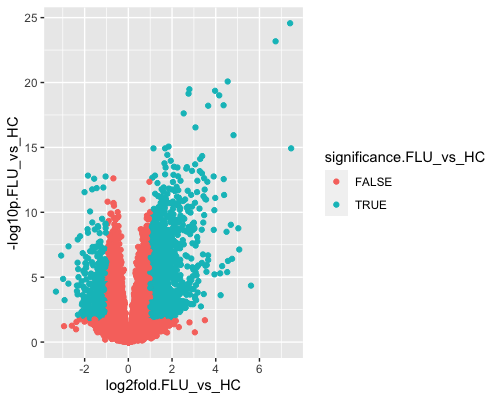 25
20
15
10
5
0
-log10p.FLU_vs_HC
-2 0 2 4 6
log2fold.FLU_vs_HC
significance.FLU_vs_HC
FALSE
TRUE